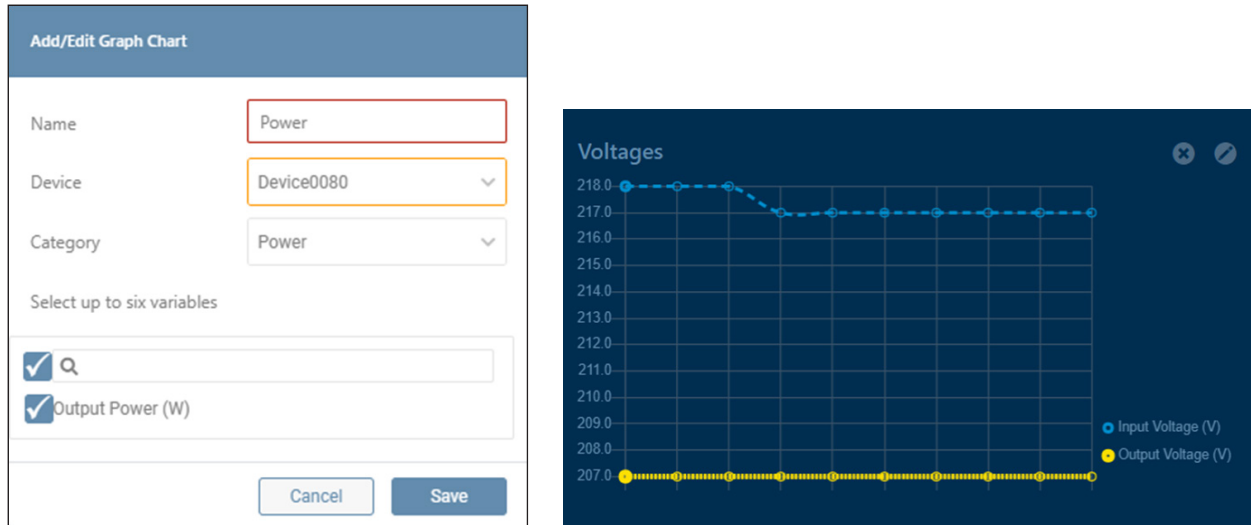 Add/Edit Graph Chart
Name
Power
Device
Device0080
Category
Power
Select up to six variables
Output Power (W)
Cancel
Save
Voltages
218.0
217.0
216.0
215.0
214.0
213.0
212.0
211.0
210.0
209.0
208.0
207.0
Input Voltage (V)
Output Voltage (V)